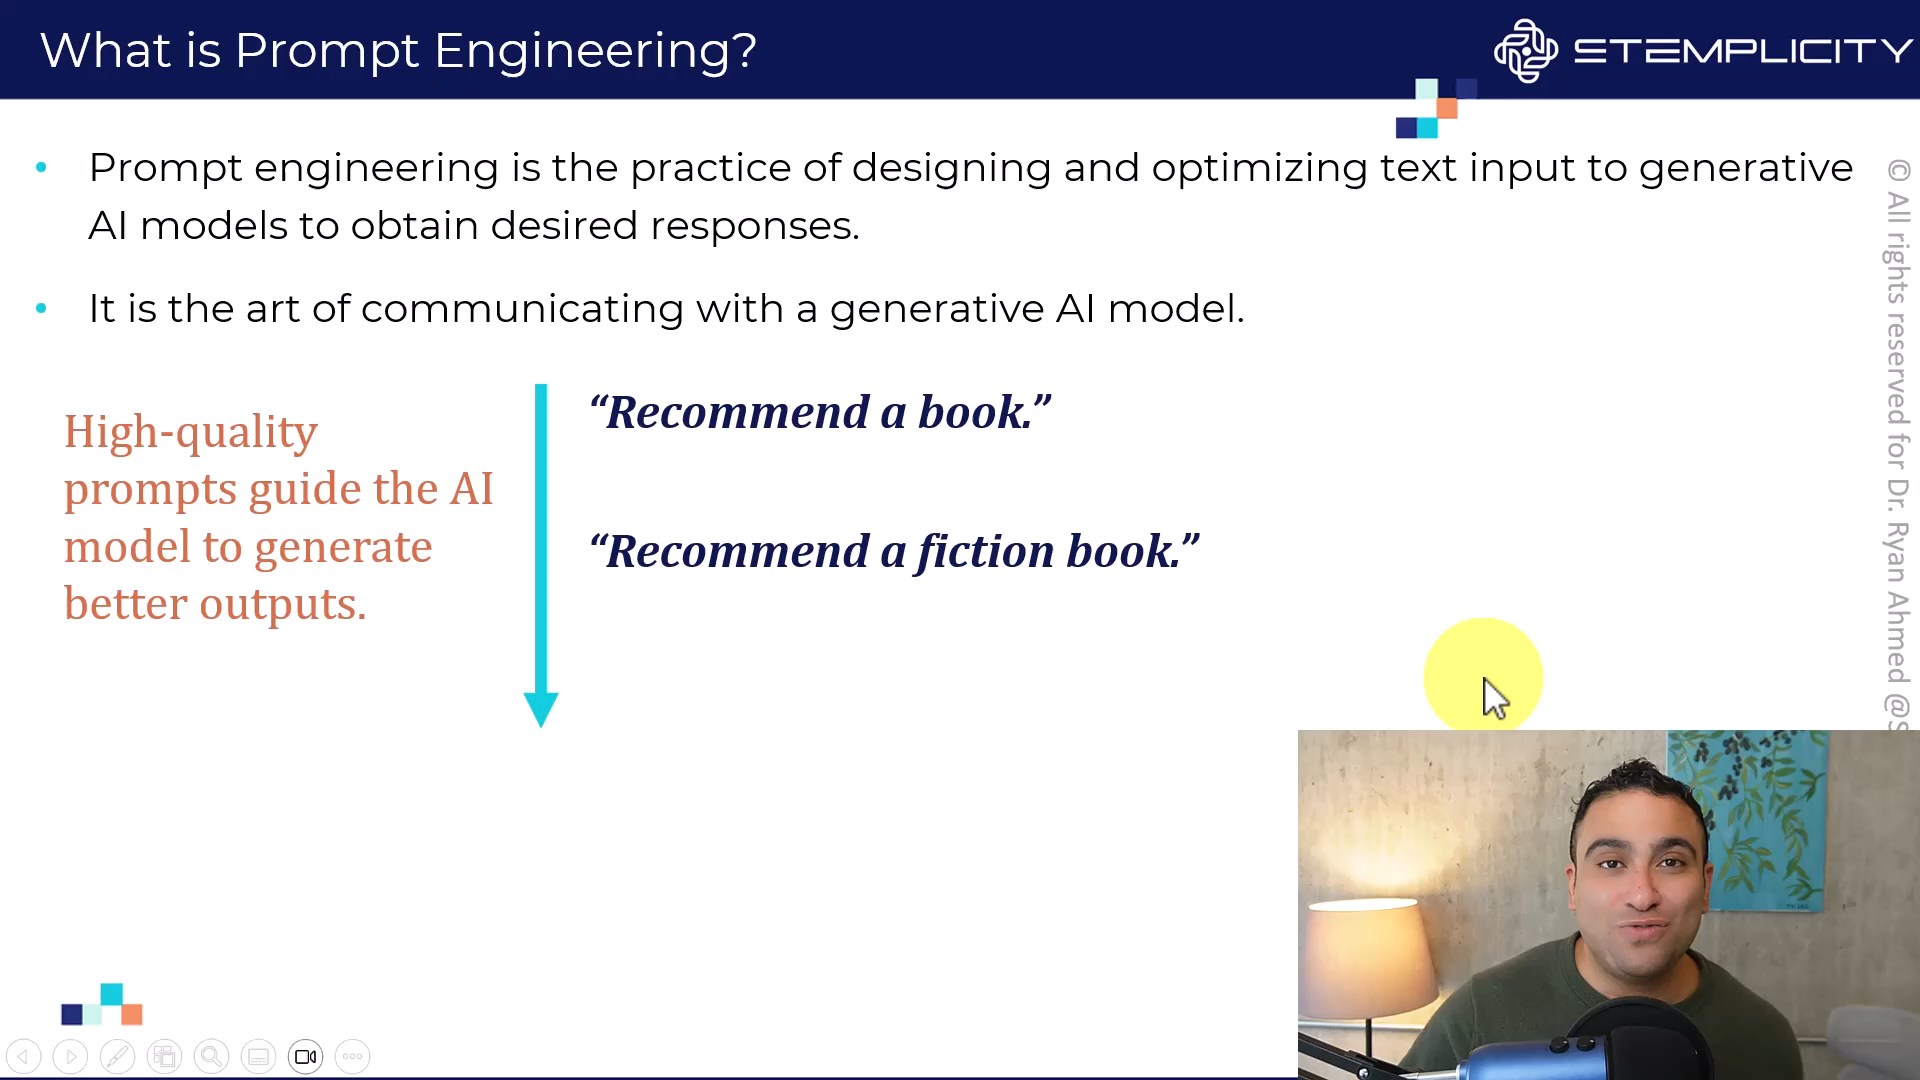 What is Prompt Engineering?
STEMPLICITY
• Prompt engineering is the practice of designing and optimizing text input to generative
AI models to obtain desired responses.
• It is the art of communicating with a generative AI model.
High-quality
prompts guide the AI
model to generate
better outputs.
“Recommend a book.”
“Recommend a fiction book.”
© All rights reserved for Dr. Ryan Ahmed @S